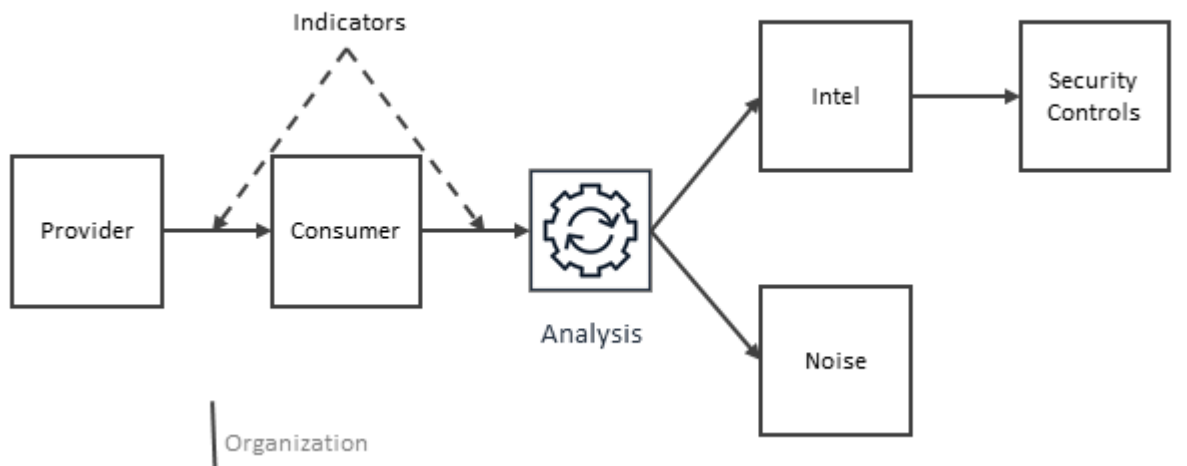 Indicators
Intel
Security
Controls
Provider
Consumer
Analysis
Noise
Organization